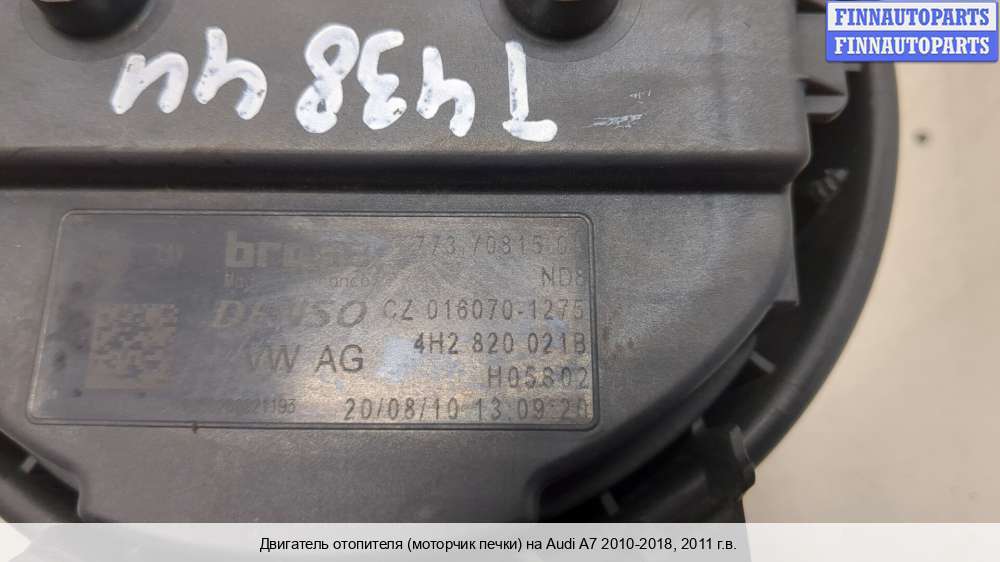 FINNAUTOPARTS
FINNAUTOPARTS
T438 4U
DENSO CZ 016070-1275
VW AG 4H2 820 021B
H05802
20/08/10 13:09:20
Двигатель отопителя (моторчик печки) на Audi A7 2010-2018, 2011 г.в.